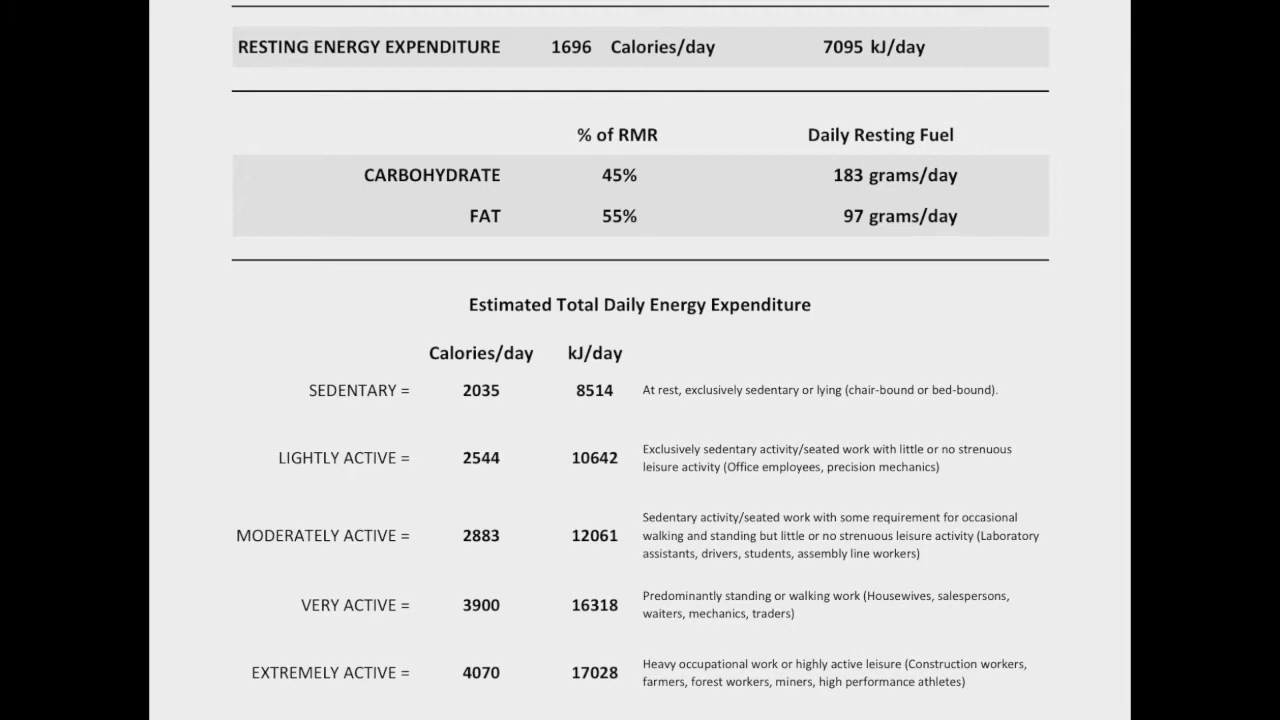 RESTING ENERGY EXPENDITURE 1696 Calories/day 7095 kJ/day
% of RMR Daily Resting Fuel
CARBOHYDRATE 45% 183 grams/day
FAT 55% 97 grams/day
Estimated Total Daily Energy Expenditure
Calories/day kJ/day
SEDENTARY = 2035 8514 At rest, exclusively sedentary or lying (chair-bound or bed-bound).
LIGHTLY ACTIVE = 2544 10642 Exclusively sedentary activity/seated work with little or no strenuous
leisure activity (Office employees, precision mechanics)
MODERATELY ACTIVE = 2883 12061 Sedentary activity/seated work with some requirement for occasional
walking and standing but little or no strenuous leisure activity (Laboratory
assistants, drivers, students, assembly line workers)
VERY ACTIVE = 3900 16318 Predominantly standing or walking work (Housewives, salespersons,
waiters, mechanics, traders)
EXTREMELY ACTIVE = 4070 17028 Heavy occupational work or highly active leisure (Construction workers,
farmers, forest workers, miners, high performance athletes)